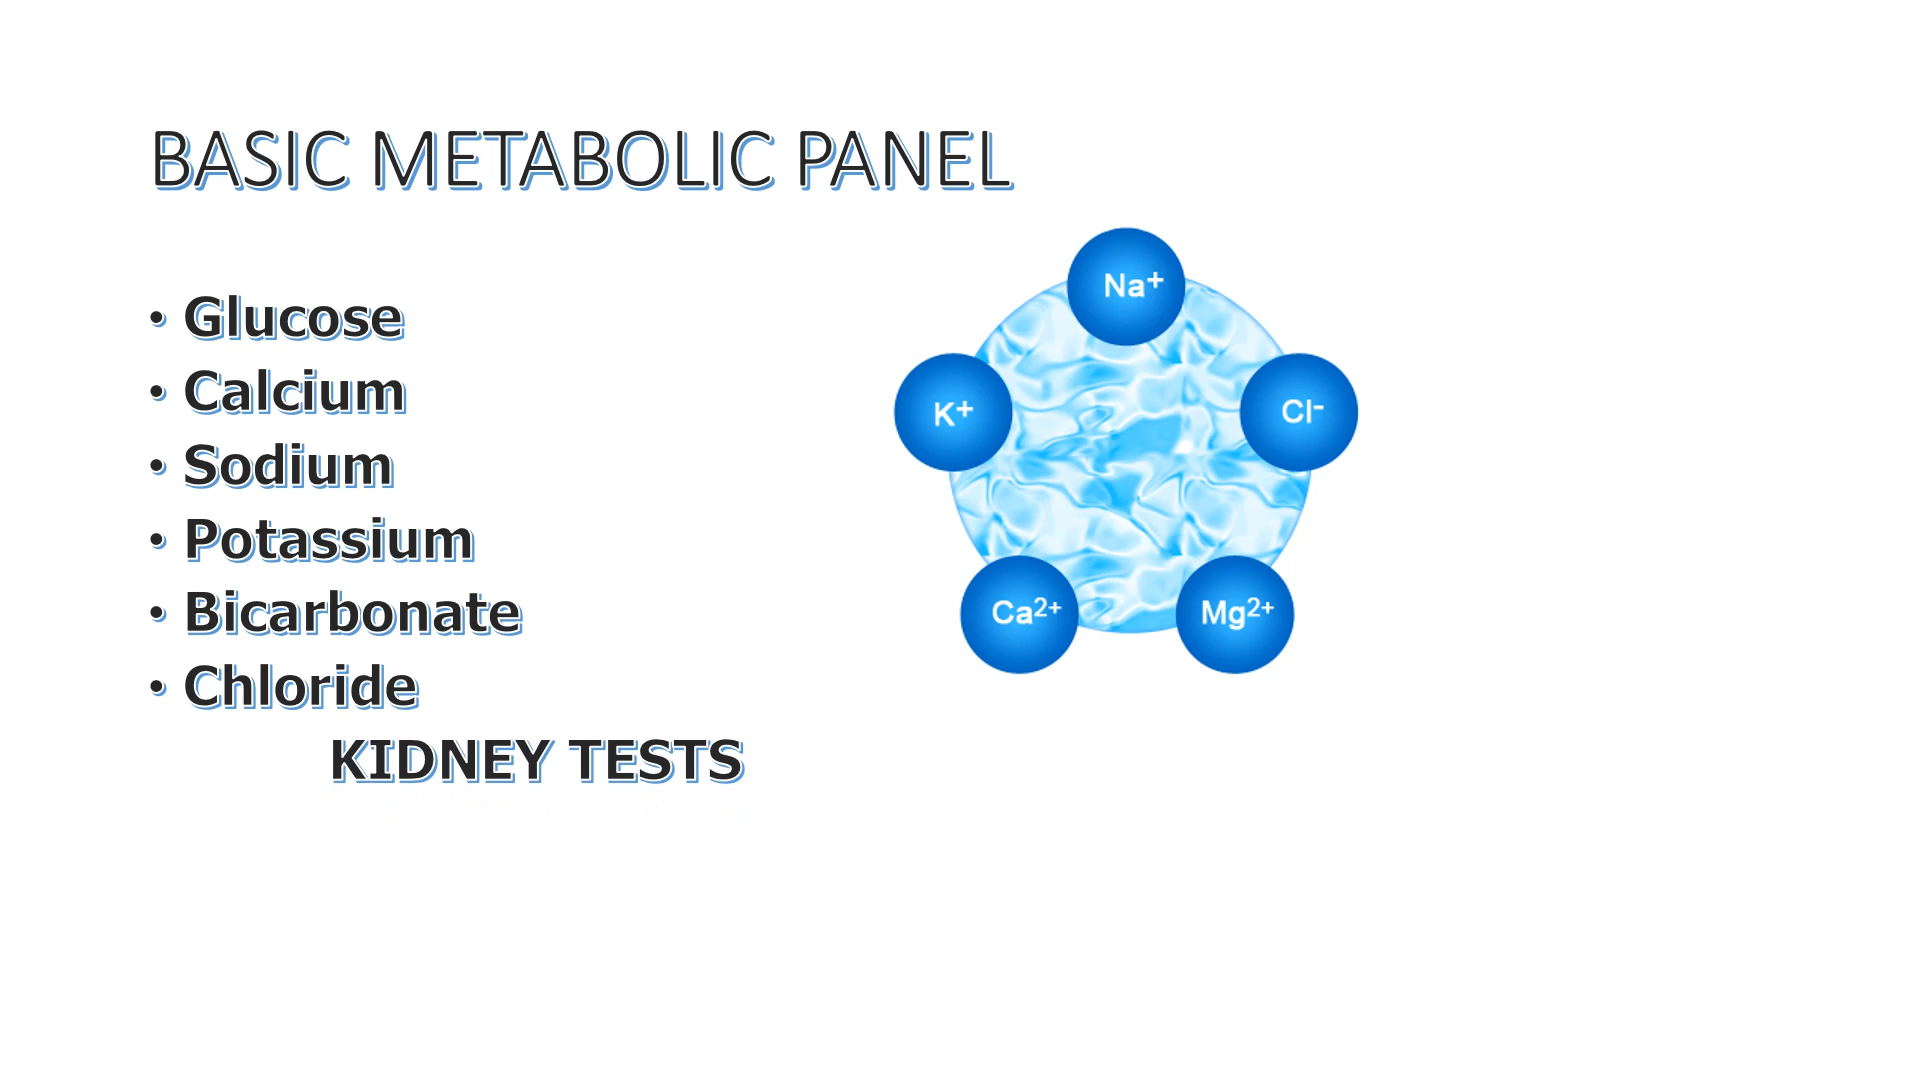 BASIC METABOLIC PANEL
• Glucose
• Calcium
• Sodium
• Potassium
• Bicarbonate
• Chloride
KIDNEY TESTS
Na⁺
K⁺
Cl⁻
Ca²⁺
Mg²⁺